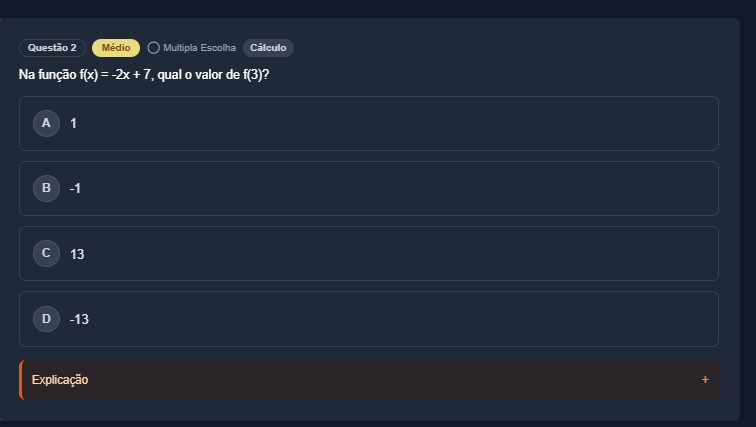 Questão 2 Médio Multipla Escolha Cálculo
Na função f(x) = -2x + 7, qual o valor de f(3)?
A 1
B -1
C 13
D -13
Explicação +